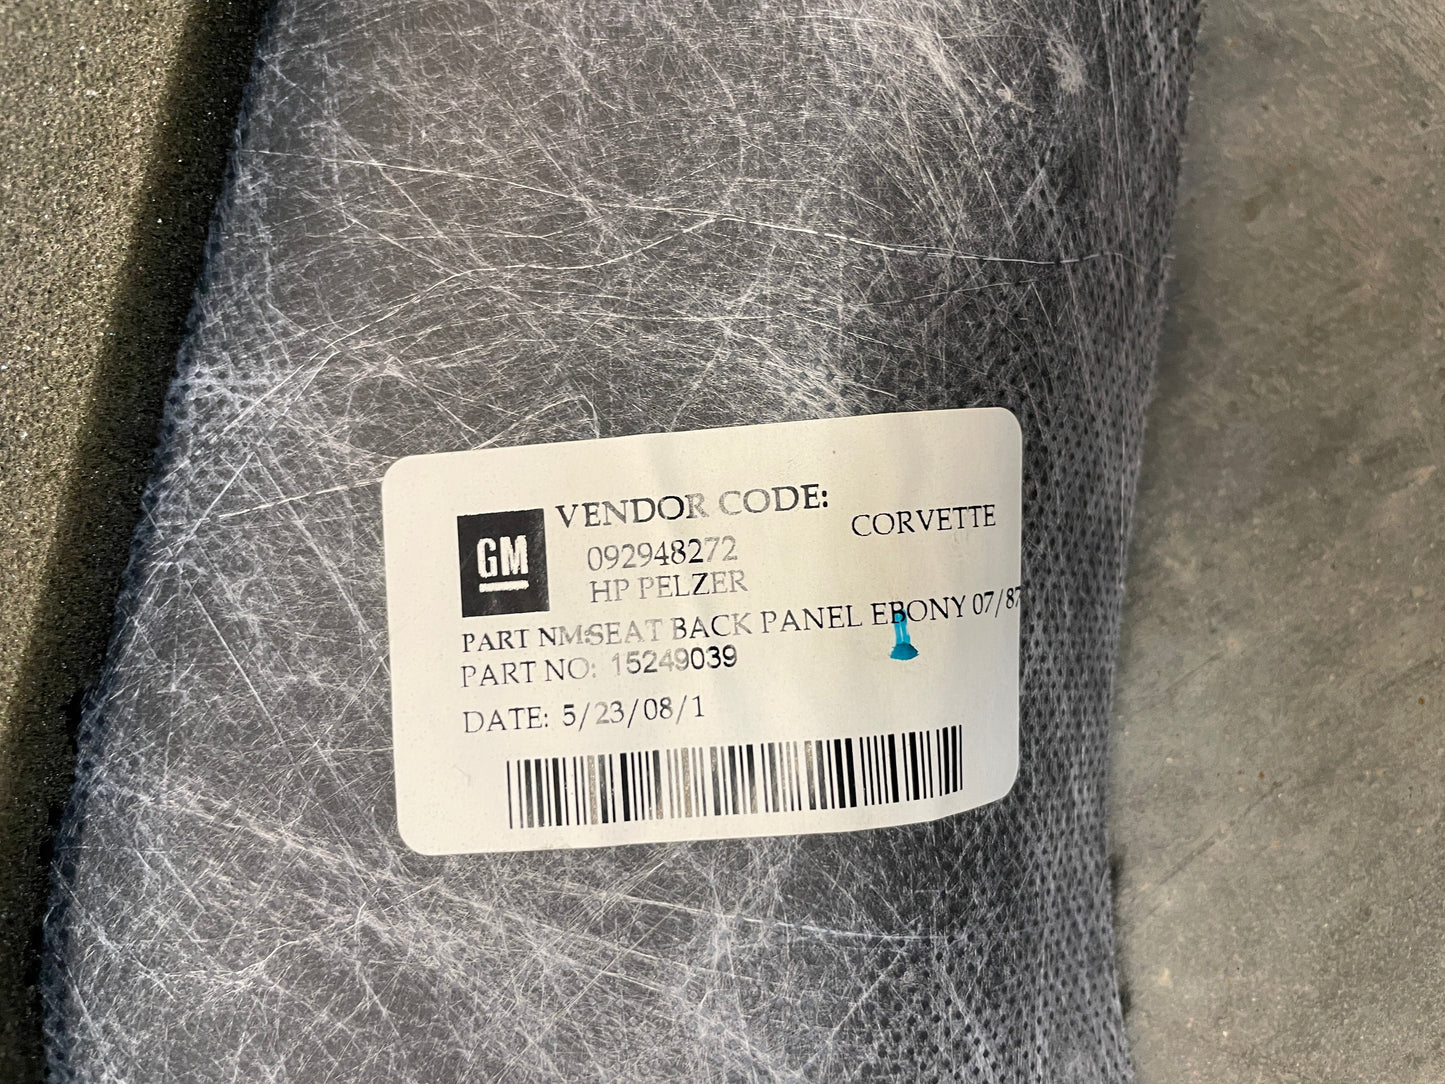 GM
VENDOR CODE:
CORVETTE
092948272
HP PELZER
PART NM:SEAT BACK PANEL EBONY 07/87
PART NO: 15249039
DATE: 5/23/08/1